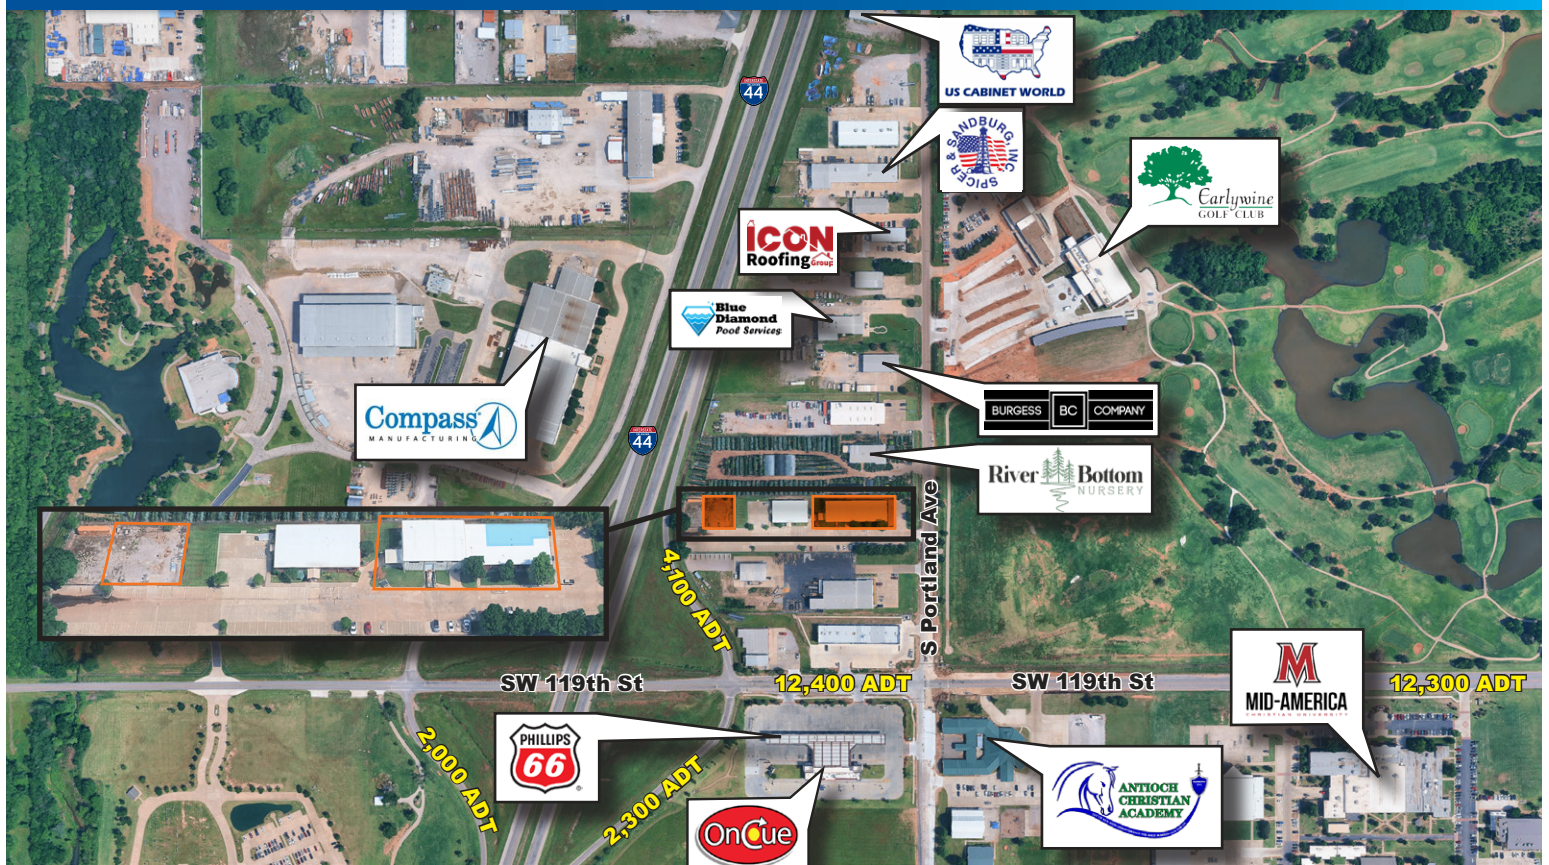 INTERSTATE
44
US CABINET WORLD
SPICER & SANDBURG, INC.
Earlywine
GOLF CLUB
ICON
Roofing
Group
Blue
Diamond
Pool Services
Compass
MANUFACTURING
BURGESS BC COMPANY
INTERSTATE
44
River Bottom
NURSERY
S Portland Ave
4,100 ADT
SW 119th St
12,400 ADT
SW 119th St
12,300 ADT
M
MID-AMERICA
CHRISTIAN UNIVERSITY
PHILLIPS
66
2,000 ADT
2,300 ADT
OnCue
ANTIOCH
CHRISTIAN
ACADEMY